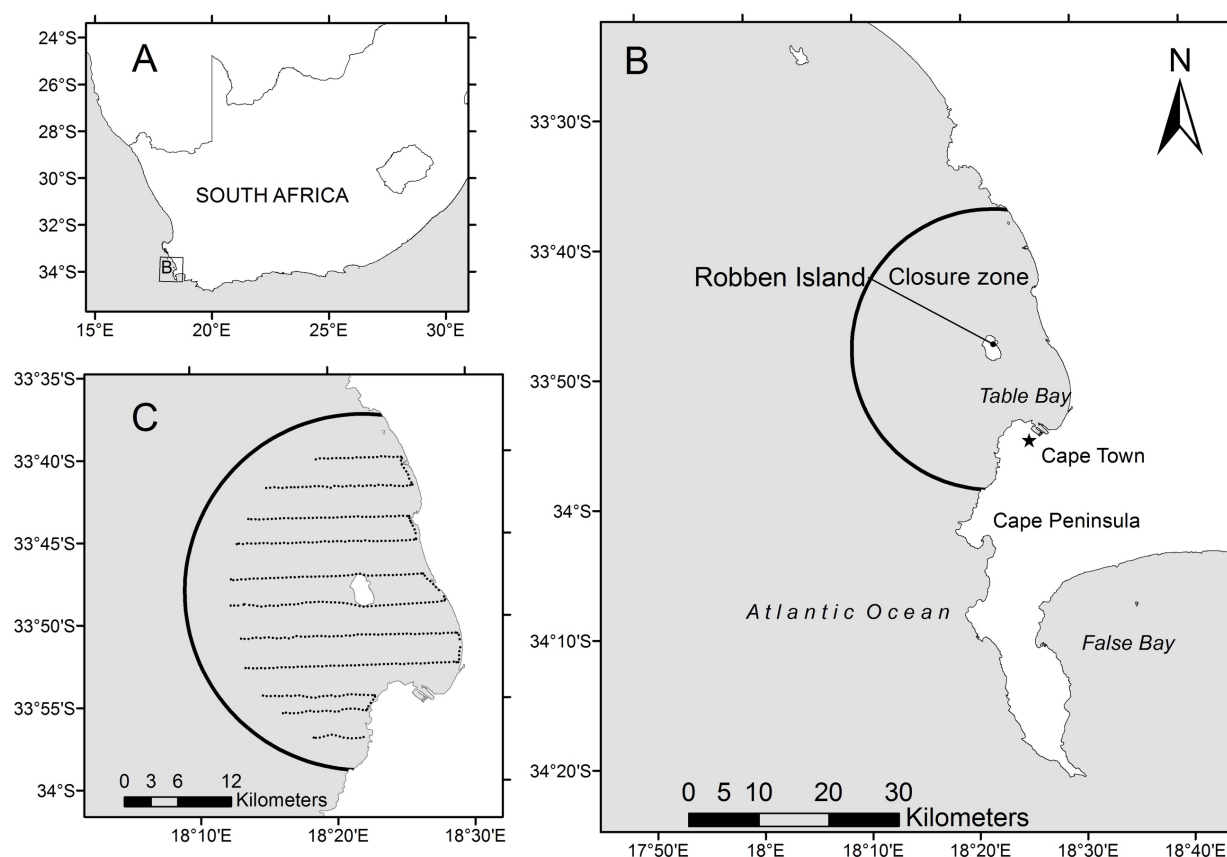 A
24°S
26°S
28°S
30°S
32°S
34°S
SOUTH AFRICA
B
15°E 20°E 25°E 30°E
C
33°35'S
33°40'S
33°45'S
33°50'S
33°55'S
34°S
0 3 6 12
Kilometers
18°10'E 18°20'E 18°30'E
B
N
33°30'S
33°40'S
33°50'S
34°S
34°10'S
34°20'S
Robben Island
Closure zone
Table Bay
Cape Town
Cape Peninsula
Atlantic Ocean
False Bay
0 5 10 20 30
Kilometers
17°50'E 18°E 18°10'E 18°20'E 18°30'E 18°40'E